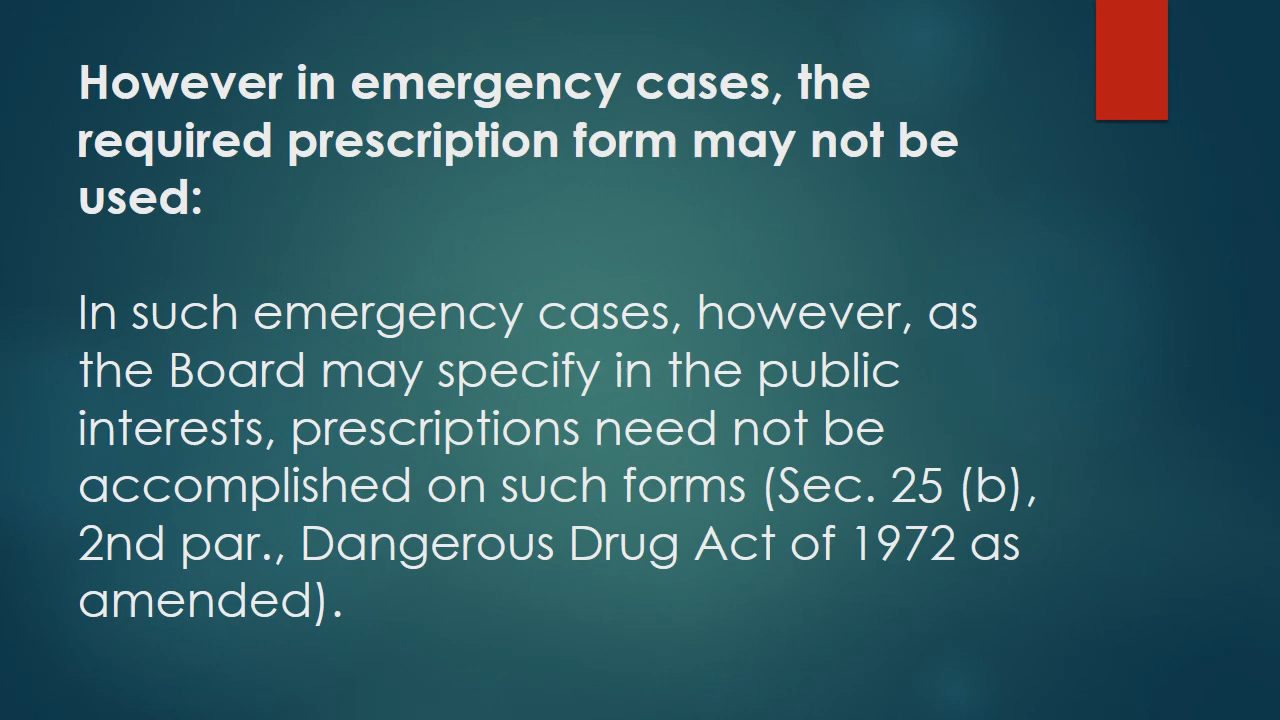 However in emergency cases, the
required prescription form may not be
used:
In such emergency cases, however, as
the Board may specify in the public
interests, prescriptions need not be
accomplished on such forms (Sec. 25 (b),
2nd par., Dangerous Drug Act of 1972 as
amended).